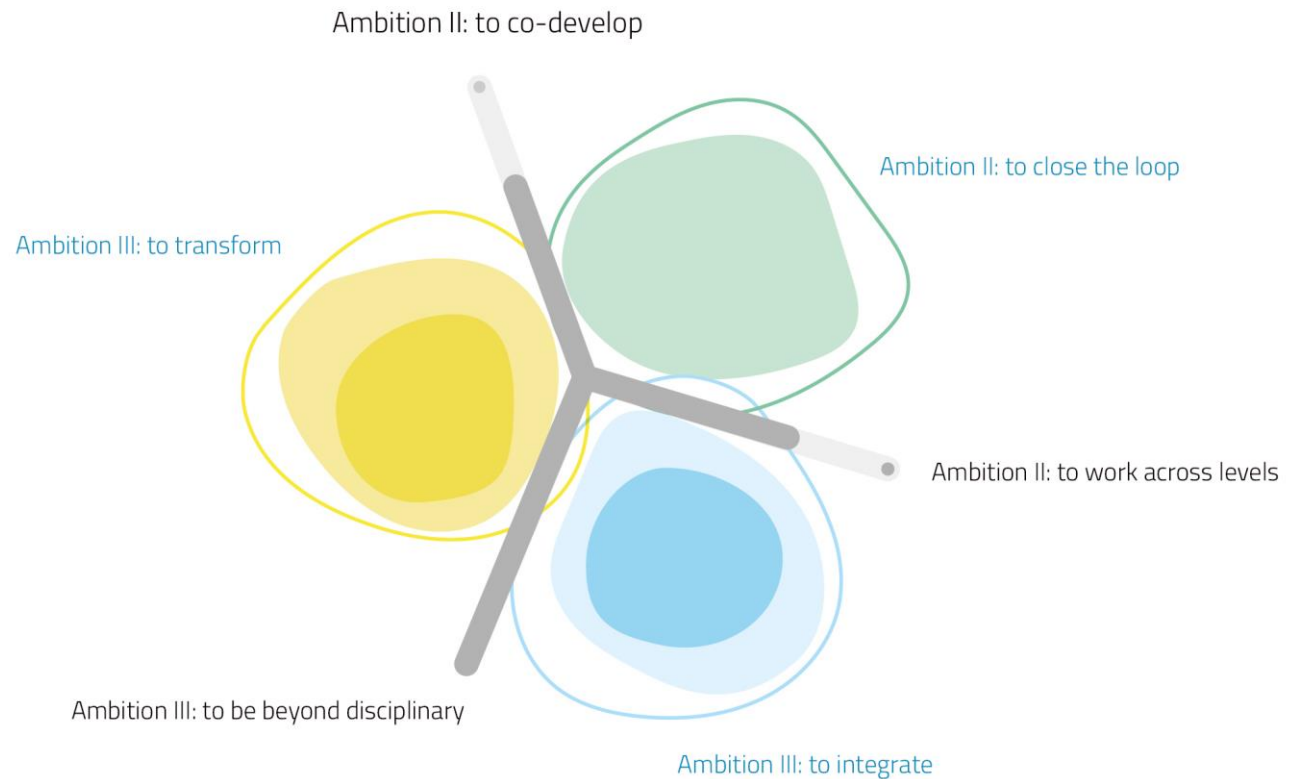 Ambition II: to co-develop
Ambition II: to close the loop
Ambition III: to transform
Ambition II: to work across levels
Ambition III: to be beyond disciplinary
Ambition III: to integrate